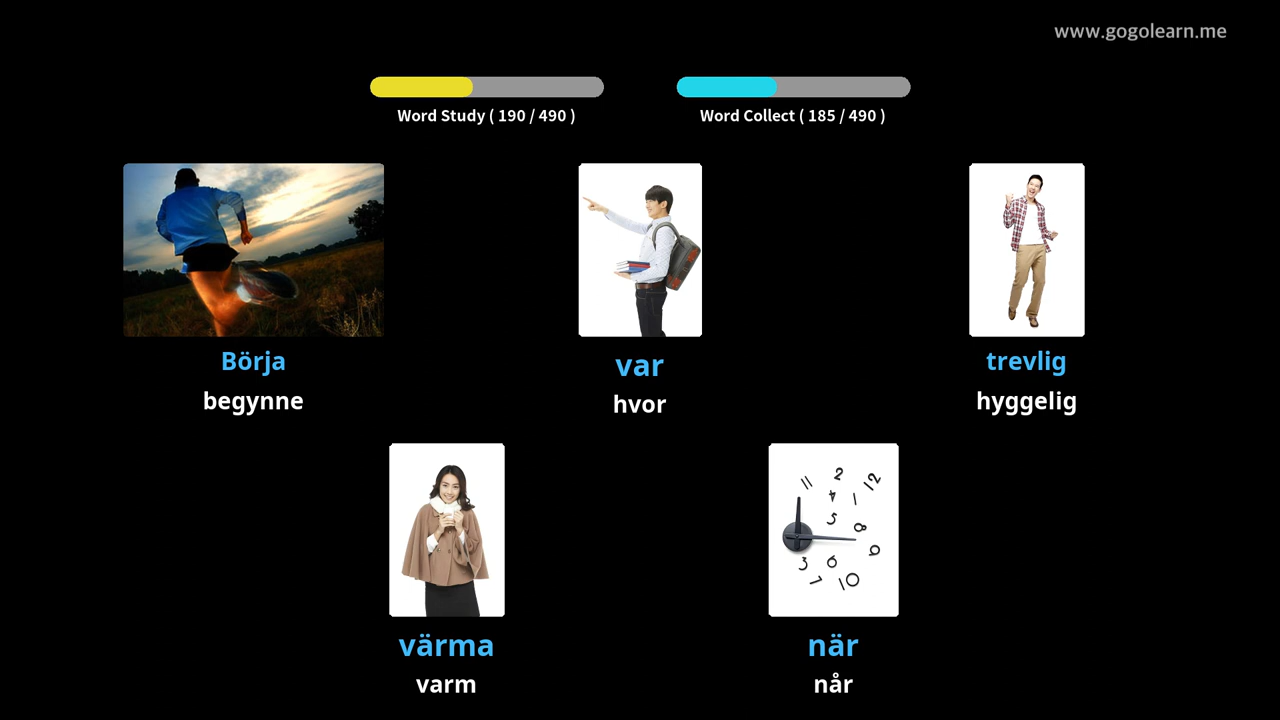 www.gogolearn.me
Word Study ( 190 / 490 )
Word Collect ( 185 / 490 )
Börja
begynne
var
hvor
trevlig
hyggelig
värma
varm
när
når